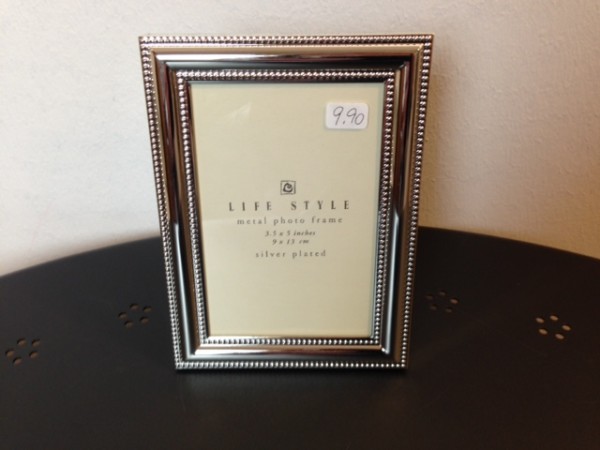 9.90
LIFE STYLE
metal photo frame
3.5 x 5 inches
9 x 13 cm
silver plated